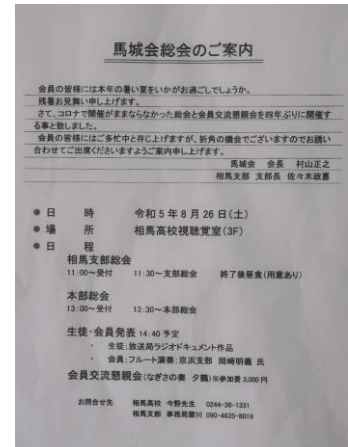 馬城会総会のご案内
会員の皆様には本年の暑い夏をいかがお過ごしでしょうか。
残暑お見舞い申し上げます。
さて、コロナで開催がままならなかった総会と会員交流懇親会を四年ぶりに開催す
る事と致しました。
会員の皆様にはご多忙中と存じ上げますが、折角の機会でございますのでお誘い
合わせてご出席くださいますようご案内申し上げます。
馬城会 会長 村山正之
相馬支部 支部長 佐々木政喜
● 日 時 令和5年8月26日(土)
● 場 所 相馬高校視聴覚室(3F)
● 日 程
相馬支部総会
11:00~受付 11:30~支部総会 終了後昼食(用意あり)
本部総会
13:00~受付 13:30~本部総会
生徒・会員発表 14:40予定
・ 生徒;放送局ラジオドキュメント作品
・ 会員:フルート演奏;京浜支部 岡崎明義 氏
会員交流懇親会(なぎさの奏 夕鶴)※参加費3,000円
お問合せ先 相馬高校 今野先生 0244-36-1331
相馬支部 事務局 090-4635-8019